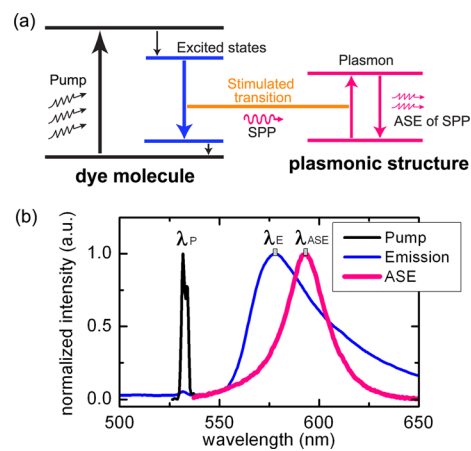 (a)
Excited states
Pump
Stimulated
transition
SPP
Plasmon
ASE of SPP
dye molecule
plasmonic structure
(b)
λP
λE
λASE
Pump
Emission
ASE
normalized intensity (a.u.)
1.0
0.5
0.0
500
550
600
650
wavelength (nm)